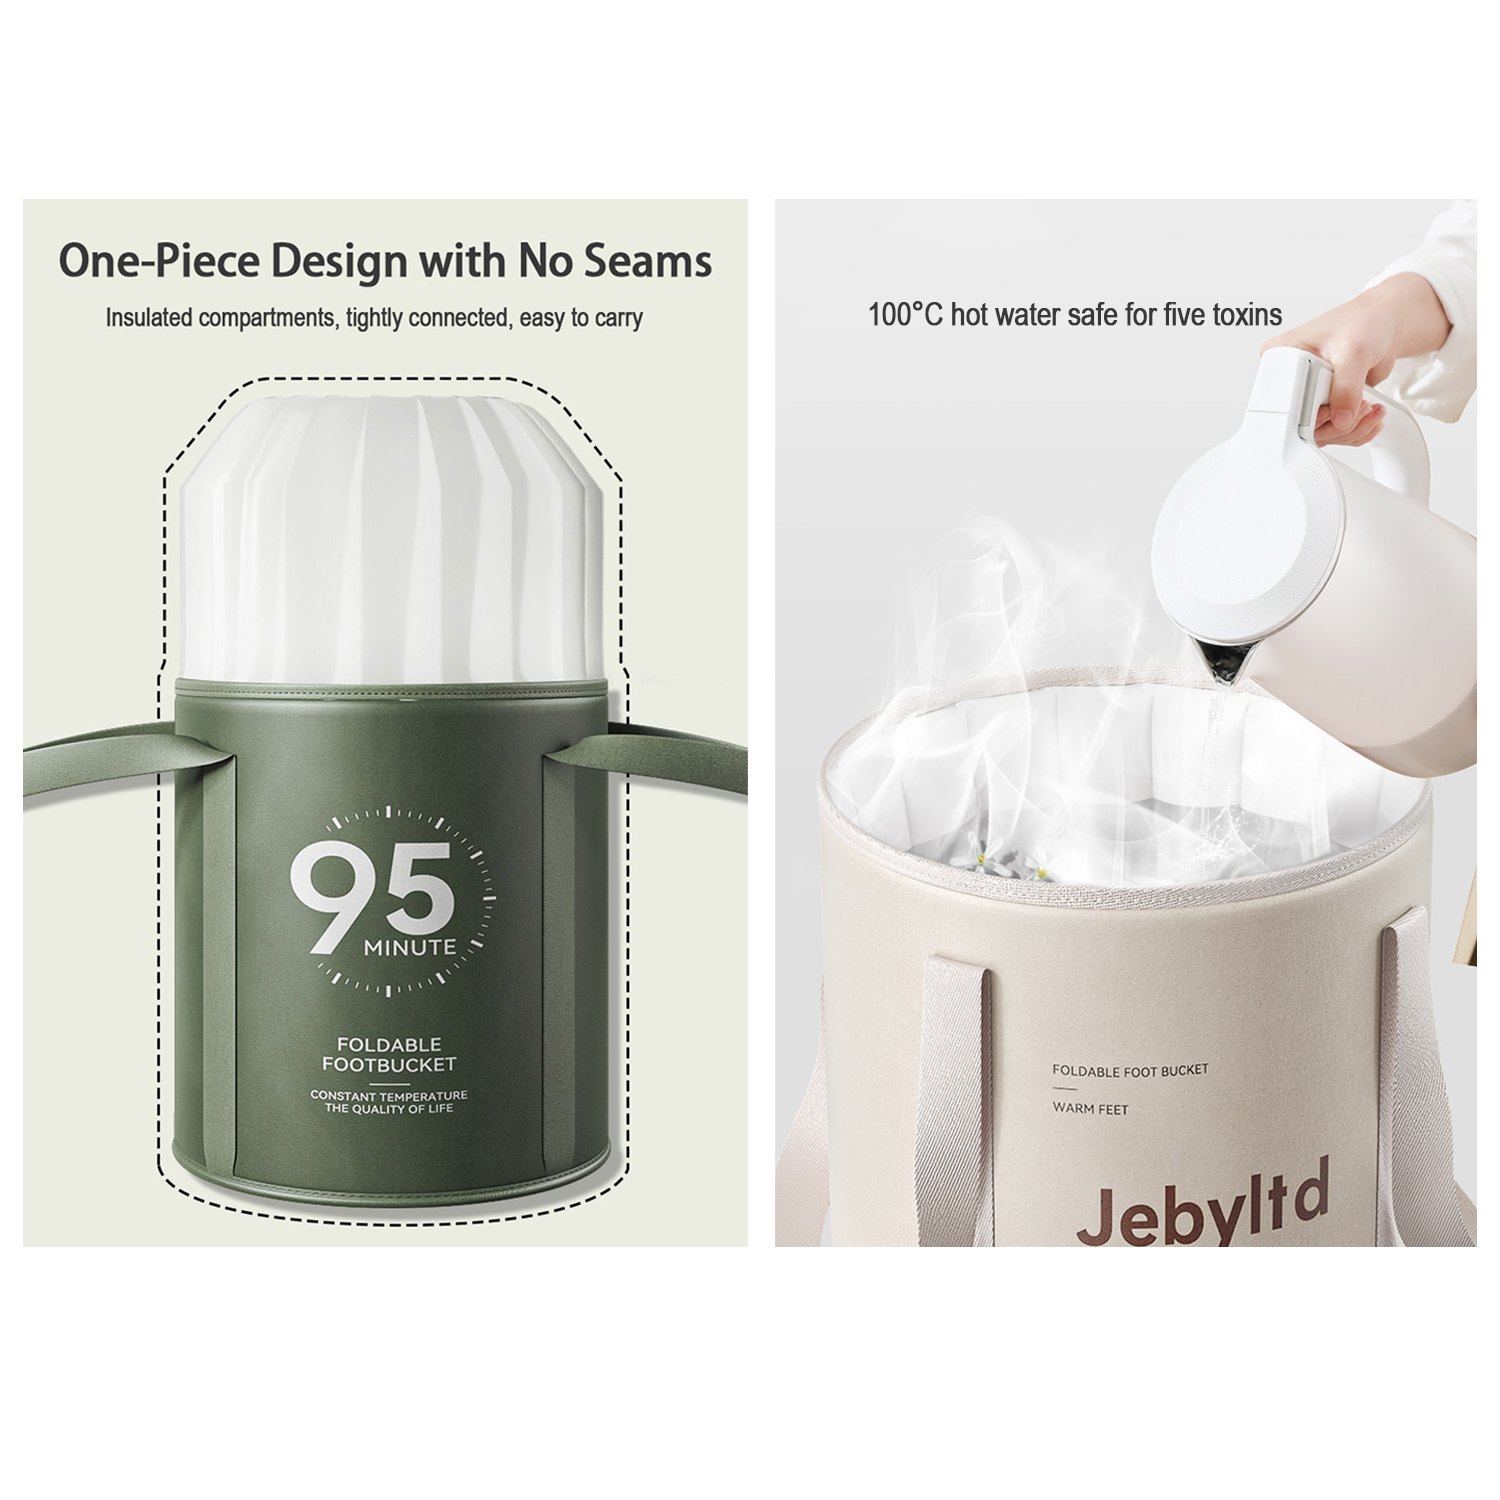 One-Piece Design with No Seams
Insulated compartments, tightly connected, easy to carry
95
MINUTE
FOLDABLE
FOOTBUCKET
CONSTANT TEMPERATURE
THE QUALITY OF LIFE
100°C hot water safe for five toxins
FOLDABLE FOOT BUCKET
WARM FEET
Jebyltd